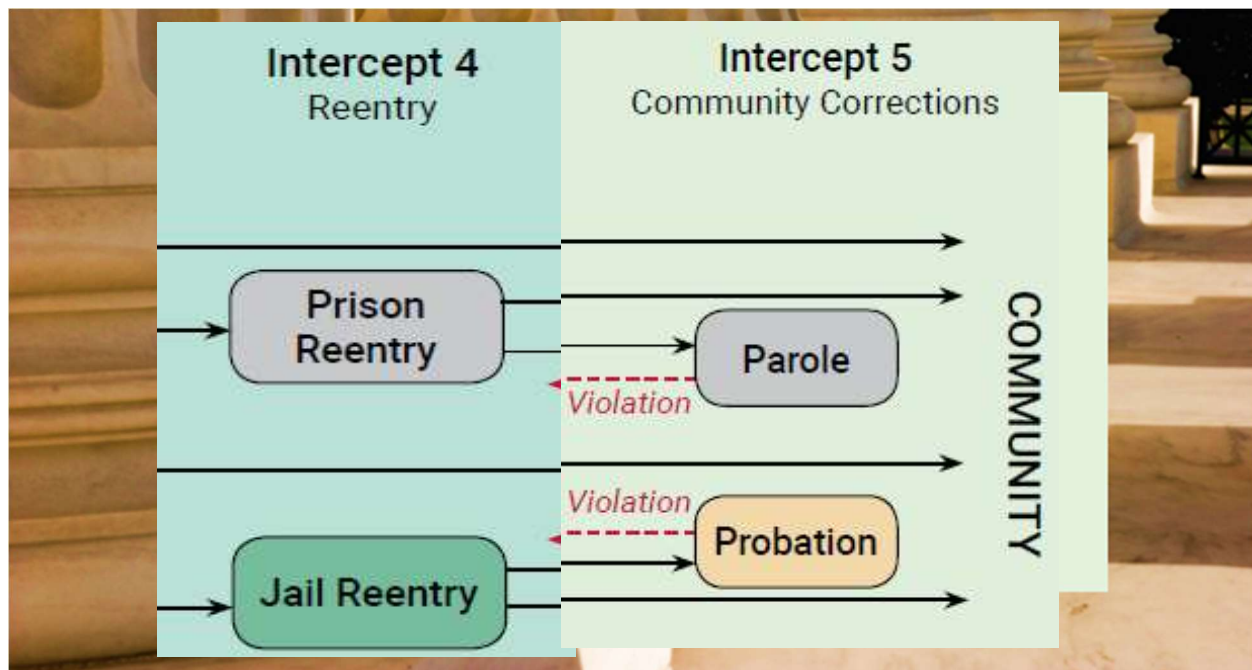 Intercept 4
Reentry
Intercept 5
Community Corrections
Prison
Reentry
Parole
Violation
Violation
Probation
Jail Reentry
COMMUNITY